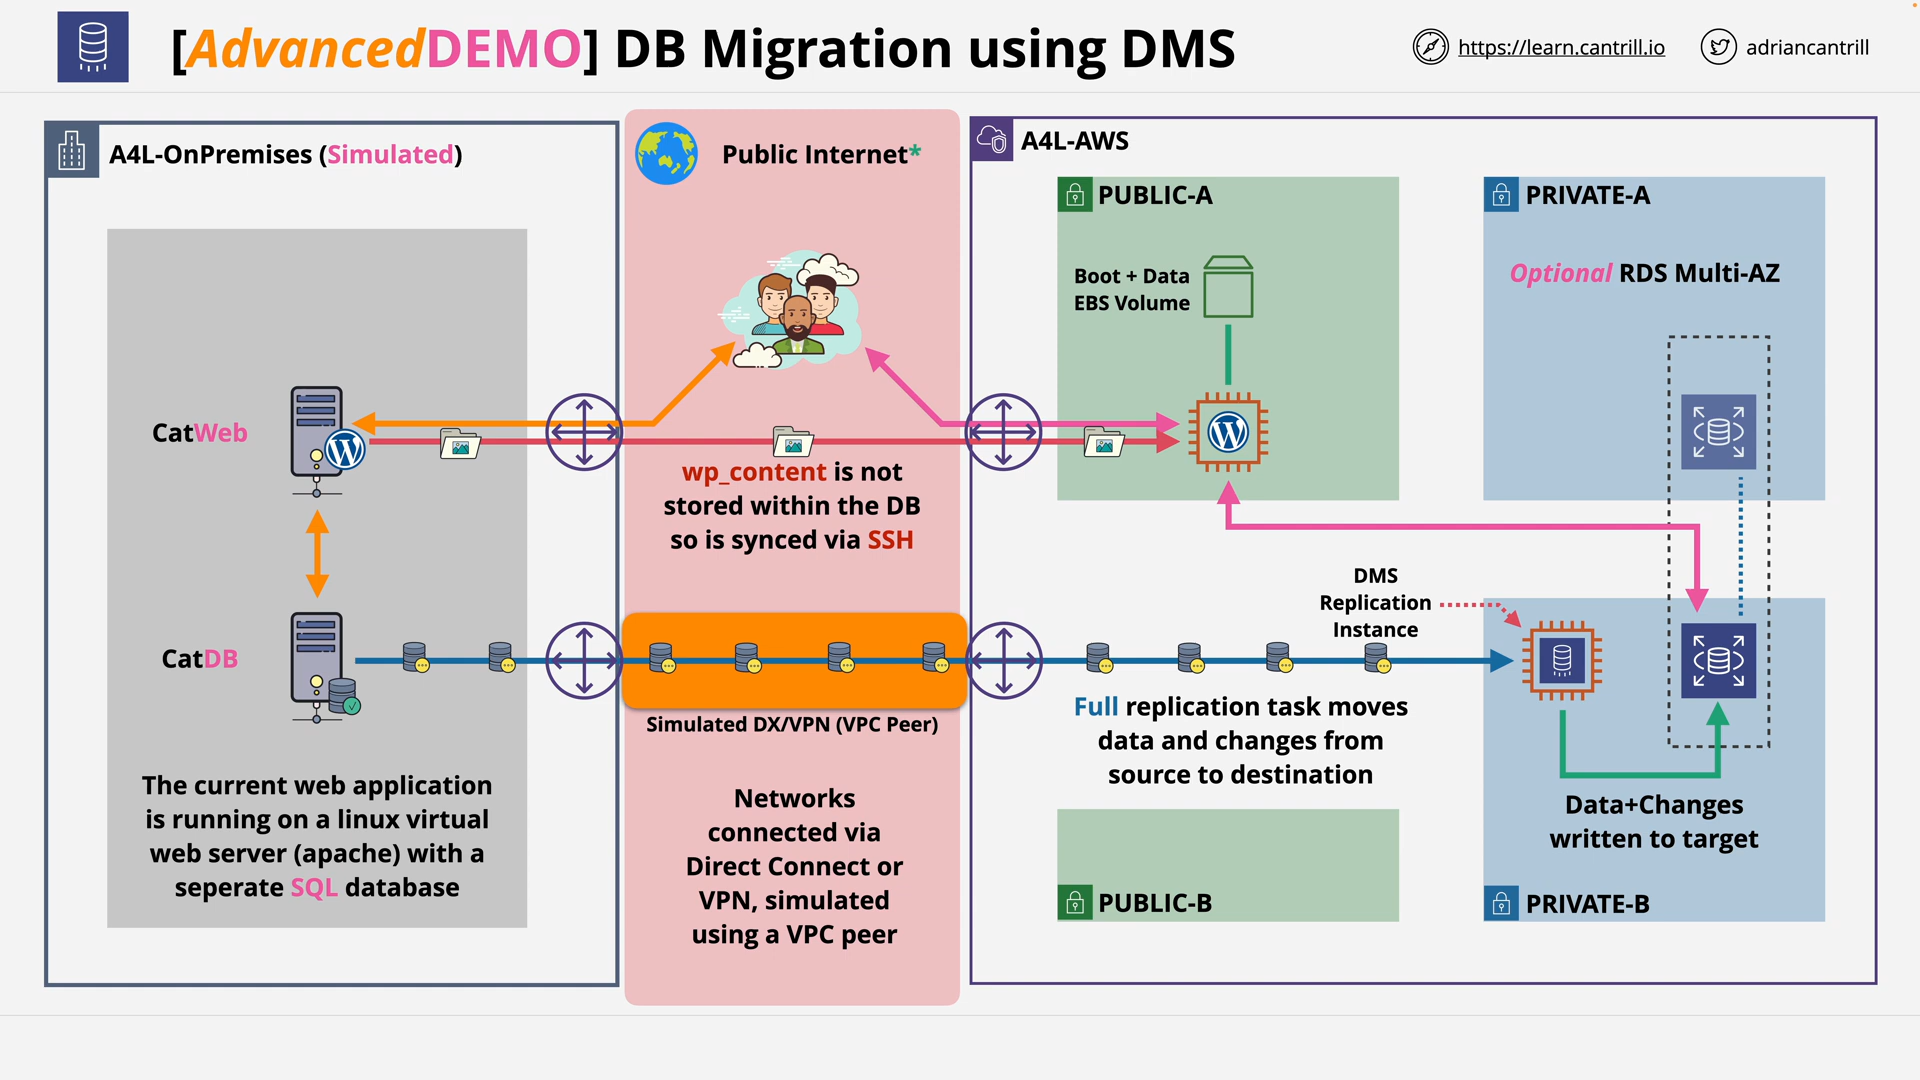 [AdvancedDEMO] DB Migration using DMS
https://learn.cantrill.io
adriancantrill
A4L-OnPremises (Simulated)
CatWeb
CatDB
The current web application
is running on a linux virtual
web server (apache) with a
seperate SQL database
Public Internet*
wp_content is not
stored within the DB
so is synced via SSH
Simulated DX/VPN (VPC Peer)
Networks
connected via
Direct Connect or
VPN, simulated
using a VPC peer
A4L-AWS
PUBLIC-A
Boot + Data
EBS Volume
PRIVATE-A
Optional RDS Multi-AZ
DMS
Replication
Instance
Full replication task moves
data and changes from
source to destination
Data+Changes
written to target
PUBLIC-B
PRIVATE-B